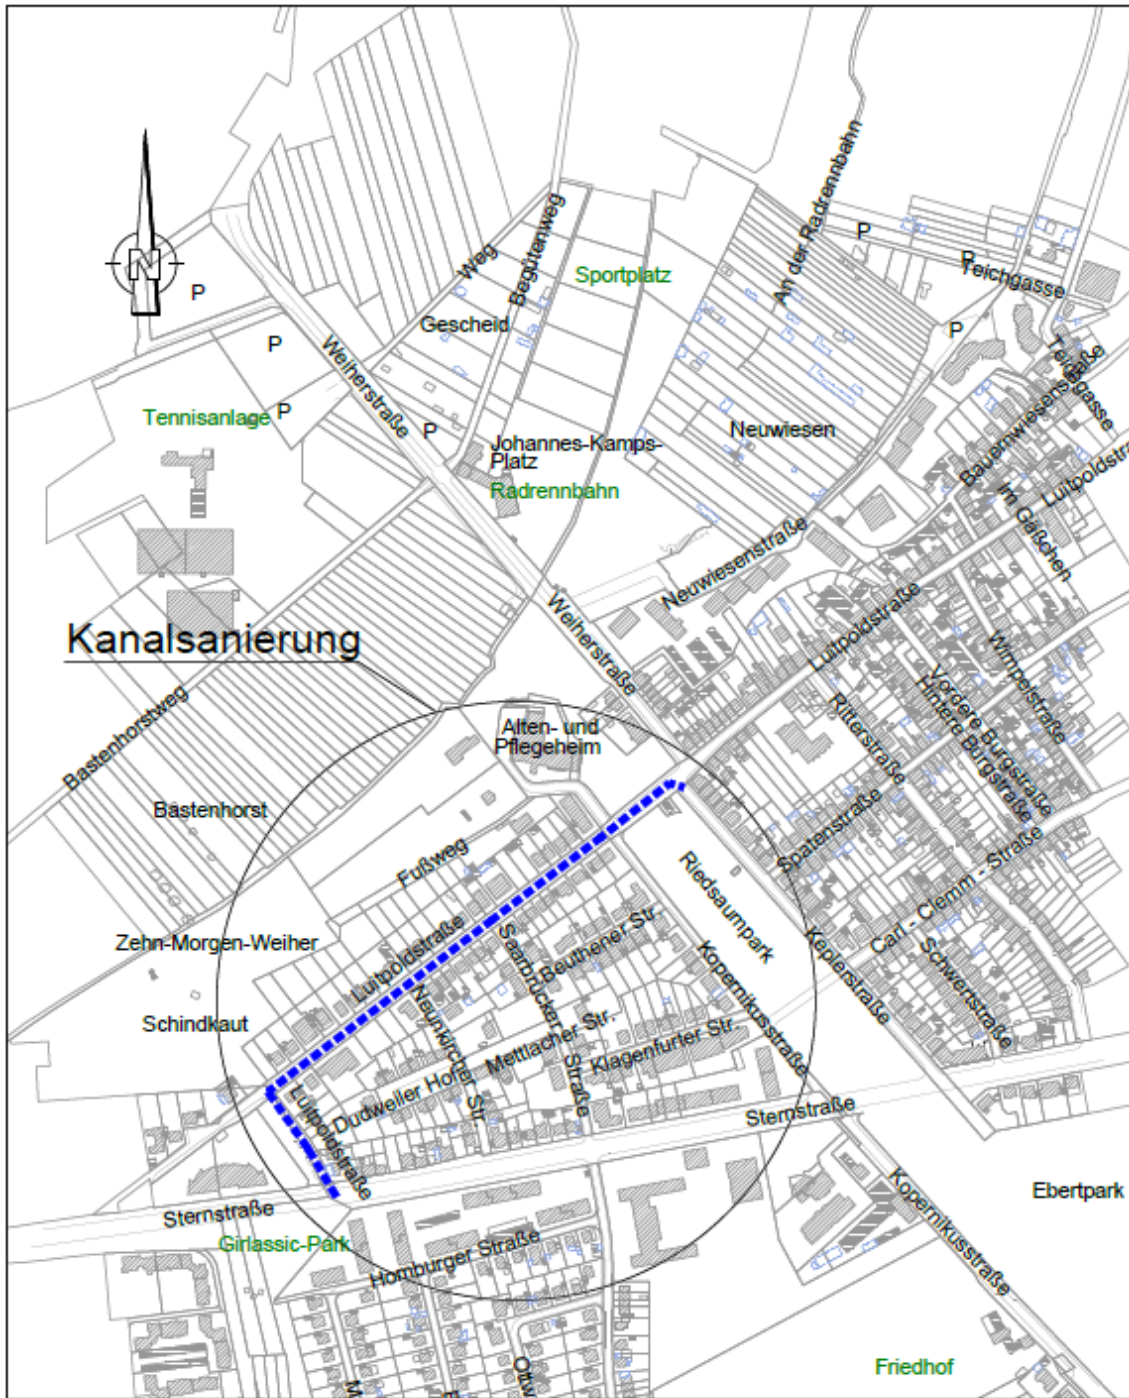 An der Radrennbahn
P
P
Teichgasse
Weg
Begütenweg
Sportplatz
P
Gescheid
P
P
Weiherstraße
Teichgasse
Bauernwiesenstraße
Tennisanlage
P
P
Johannes-Kamps-
Platz
Neuwiesen
Radrennbahn
Im Gäßchen
Neuwiesenstraße
Weiherstraße
Luitpoldstraße
Wimpelstraße
Kanalsanierung
Vordere Burgstraße
Hintere Burgstraße
Ritterstraße
Bastenhorstweg
Alten- und
Pflegeheim
Bastenhorst
Spatenstraße
Fußweg
Riedsaumpark
Carl - Clemm - Straße
Zehn-Morgen-Weiher
Luitpoldstraße
Saarbrücker Straße
Beuthener Str.
Kopernikusstraße
Keplerstraße
Schwertstraße
Schindkaut
Neunkircher Str.
Mettlacher Str.
Klagenfurter Str.
Dudweiler Hof
Luitpoldstraße
Sternstraße
Sternstraße
Kopernikusstraße
Ebertpark
Girlassic-Park
Homburger Straße
Friedhof